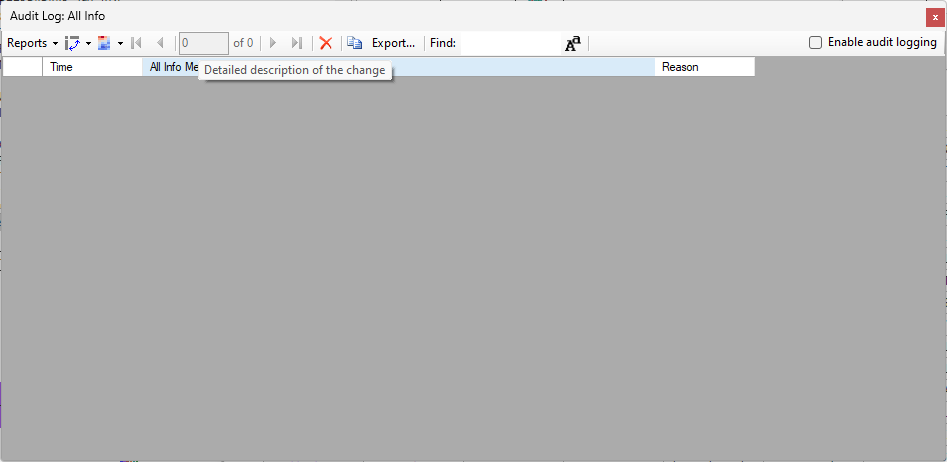 Audit Log: All Info
Reports
0 of 0
Export...
Find:
Enable audit logging
Time
All Info Me
Reason
Detailed description of the change